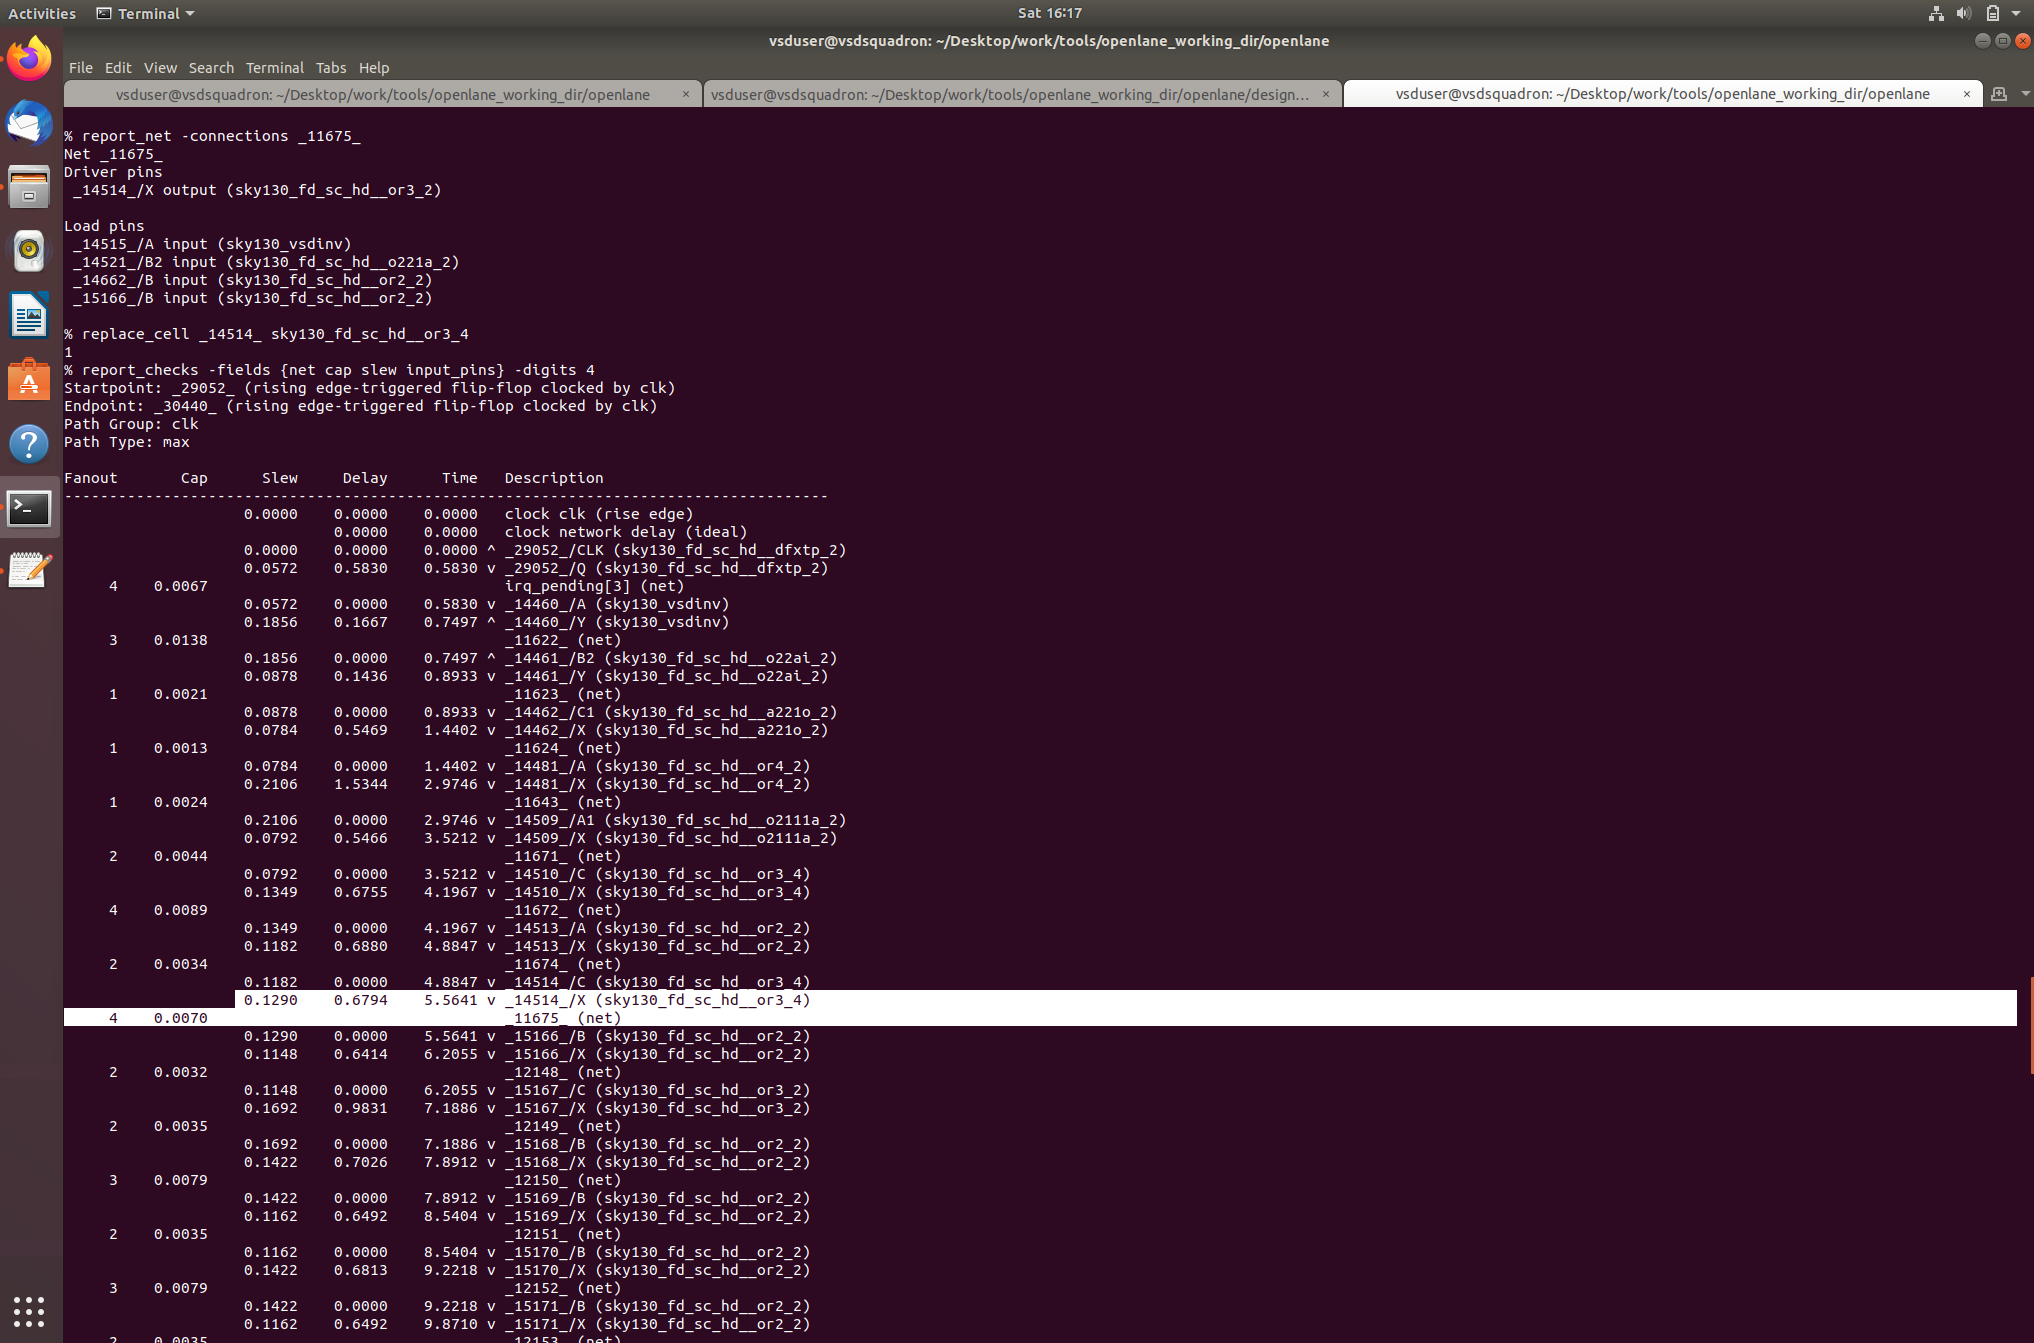 Activities Terminal Sat 16:17
vsduser@vsdsquadron: ~/Desktop/work/tools/openlane_working_dir/openlane
File Edit View Search Terminal Tabs Help
vsduser@vsdsquadron: ~/Desktop/work/tools/openlane_working_dir/openlane × vsduser@vsdsquadron: ~/Desktop/work/tools/openlane_working_dir/openlane/design... × vsduser@vsdsquadron: ~/Desktop/work/tools/openlane_working_dir/openlane ×
% report_net -connections _11675_
Net _11675_
Driver pins
 _14514_/X output (sky130_fd_sc_hd__or3_2)
Load pins
 _14515_/A input (sky130_vsdinv)
 _14521_/B2 input (sky130_fd_sc_hd__o221a_2)
 _14662_/B input (sky130_fd_sc_hd__or2_2)
 _15166_/B input (sky130_fd_sc_hd__or2_2)
% replace_cell _14514_ sky130_fd_sc_hd__or3_4
1
% report_checks -fields {net cap slew input_pins} -digits 4
Startpoint: _29052_ (rising edge-triggered flip-flop clocked by clk)
Endpoint: _30440_ (rising edge-triggered flip-flop clocked by clk)
Path Group: clk
Path Type: max
Fanout Cap Slew Delay Time Description
-------------------------------------------------------------------------------------
0.0000 0.0000 0.0000 clock clk (rise edge)
0.0000 0.0000 clock network delay (ideal)
0.0000 0.0000 0.0000 ^ _29052_/CLK (sky130_fd_sc_hd__dfxtp_2)
0.0572 0.5830 0.5830 v _29052_/Q (sky130_fd_sc_hd__dfxtp_2)
4 0.0067 irq_pending[3] (net)
0.0572 0.0000 0.5830 v _14460_/A (sky130_vsdinv)
0.1856 0.1667 0.7497 ^ _14460_/Y (sky130_vsdinv)
3 0.0138 _11622_ (net)
0.1856 0.0000 0.7497 ^ _14461_/B2 (sky130_fd_sc_hd__o22ai_2)
0.0878 0.1436 0.8933 v _14461_/Y (sky130_fd_sc_hd__o22ai_2)
1 0.0021 _11623_ (net)
0.0878 0.0000 0.8933 v _14462_/C1 (sky130_fd_sc_hd__a221o_2)
0.0784 0.5469 1.4402 v _14462_/X (sky130_fd_sc_hd__a221o_2)
1 0.0013 _11624_ (net)
0.0784 0.0000 1.4402 v _14481_/A (sky130_fd_sc_hd__or4_2)
0.2106 1.5344 2.9746 v _14481_/X (sky130_fd_sc_hd__or4_2)
1 0.0024 _11643_ (net)
0.2106 0.0000 2.9746 v _14509_/A1 (sky130_fd_sc_hd__o2111a_2)
0.0792 0.5466 3.5212 v _14509_/X (sky130_fd_sc_hd__o2111a_2)
2 0.0044 _11671_ (net)
0.0792 0.0000 3.5212 v _14510_/C (sky130_fd_sc_hd__or3_4)
0.1349 0.6755 4.1967 v _14510_/X (sky130_fd_sc_hd__or3_4)
4 0.0089 _11672_ (net)
0.1349 0.0000 4.1967 v _14513_/A (sky130_fd_sc_hd__or2_2)
0.1182 0.6880 4.8847 v _14513_/X (sky130_fd_sc_hd__or2_2)
2 0.0034 _11674_ (net)
0.1182 0.0000 4.8847 v _14514_/C (sky130_fd_sc_hd__or3_4)
0.1290 0.6794 5.5641 v _14514_/X (sky130_fd_sc_hd__or3_4)
4 0.0070 _11675_ (net)
0.1290 0.0000 5.5641 v _15166_/B (sky130_fd_sc_hd__or2_2)
0.1148 0.6414 6.2055 v _15166_/X (sky130_fd_sc_hd__or2_2)
2 0.0032 _12148_ (net)
0.1148 0.0000 6.2055 v _15167_/C (sky130_fd_sc_hd__or3_2)
0.1692 0.9831 7.1886 v _15167_/X (sky130_fd_sc_hd__or3_2)
2 0.0035 _12149_ (net)
0.1692 0.0000 7.1886 v _15168_/B (sky130_fd_sc_hd__or2_2)
0.1422 0.7026 7.8912 v _15168_/X (sky130_fd_sc_hd__or2_2)
3 0.0079 _12150_ (net)
0.1422 0.0000 7.8912 v _15169_/B (sky130_fd_sc_hd__or2_2)
0.1162 0.6492 8.5404 v _15169_/X (sky130_fd_sc_hd__or2_2)
2 0.0035 _12151_ (net)
0.1162 0.0000 8.5404 v _15170_/B (sky130_fd_sc_hd__or2_2)
0.1422 0.6813 9.2218 v _15170_/X (sky130_fd_sc_hd__or2_2)
3 0.0079 _12152_ (net)
0.1422 0.0000 9.2218 v _15171_/B (sky130_fd_sc_hd__or2_2)
0.1162 0.6492 9.8710 v _15171_/X (sky130_fd_sc_hd__or2_2)
2 0.0035 _12153_ (net)